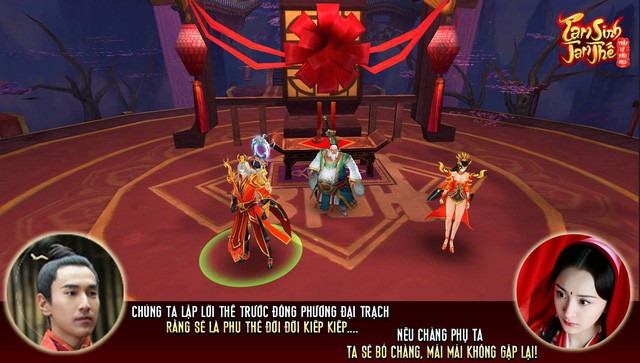 Tam Sinh
Tam Thế
CHÚNG TA LẬP LỜI THỀ TRƯỚC ĐÔNG PHƯƠNG ĐẠI TRẠCH
RẰNG SẼ LÀ PHU THÊ ĐỜI ĐỜI KIẾP KIẾP....
NẾU CHÀNG PHỤ TA
TA SẼ BỎ CHÀNG, MÃI MÃI KHÔNG GẶP LẠI!